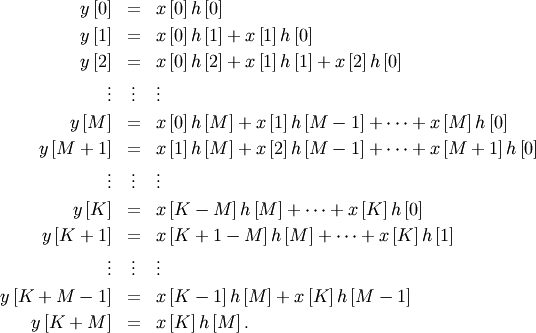 y [0] = x [0] h [0]
y [1] = x [0] h [1] + x [1] h [0]
y [2] = x [0] h [2] + x [1] h [1] + x [2] h [0]
⋮ ⋮ ⋮
y [M] = x [0] h [M] + x [1] h [M − 1] + · · · + x [M] h [0]
y [M + 1] = x [1] h [M] + x [2] h [M − 1] + · · · + x [M + 1] h [0]
⋮ ⋮ ⋮
y [K] = x [K − M] h [M] + · · · + x [K] h [0]
y [K + 1] = x [K + 1 − M] h [M] + · · · + x [K] h [1]
⋮ ⋮ ⋮
y [K + M − 1] = x [K − 1] h [M] + x [K] h [M − 1]
y [K + M] = x [K] h [M] .